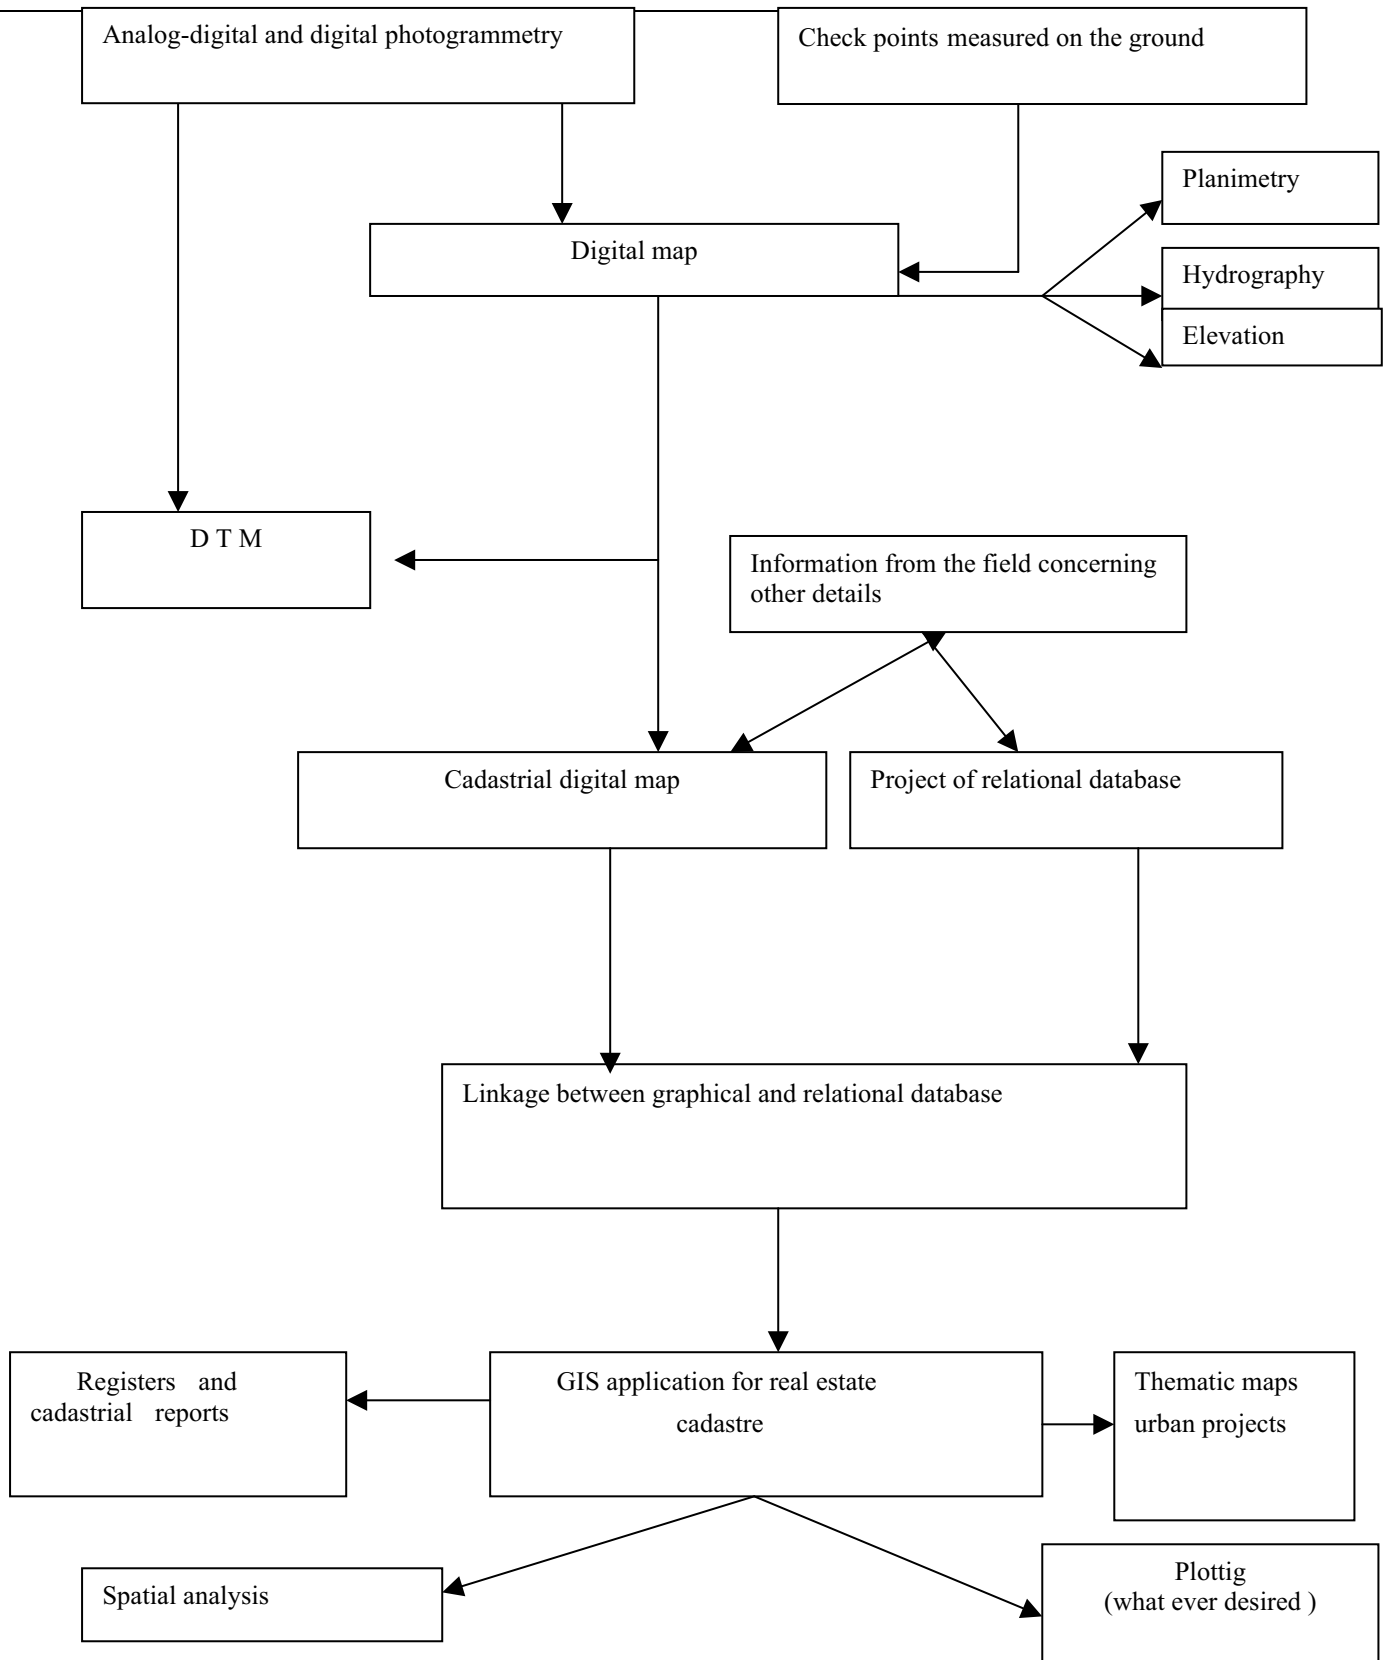 Analog-digital and digital photogrammetry
Check points measured on the ground
Planimetry
Digital map
Hydrography
Elevation
D T M
Information from the field concerning
other details
Cadastrial digital map
Project of relational database
Linkage between graphical and relational database
Registers and
cadastrial reports
GIS application for real estate
cadastre
Thematic maps
urban projects
Spatial analysis
Plottig
(what ever desired )